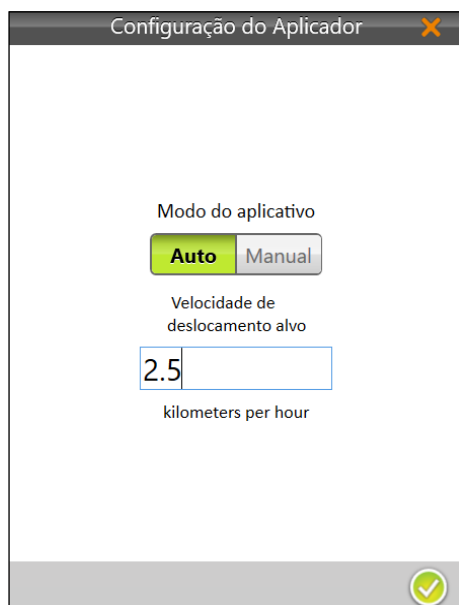 Configuração do Aplicador
Modo do aplicativo
Auto Manual
Velocidade de
deslocamento alvo
2.5
kilometers per hour